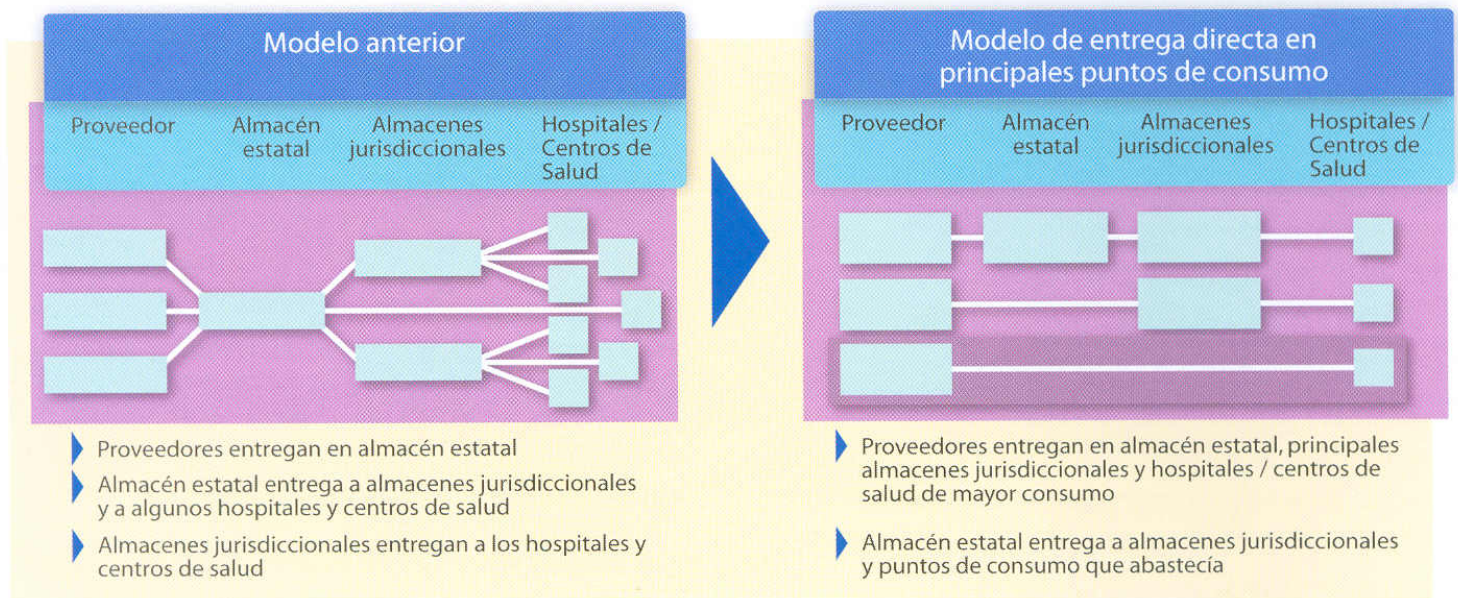 Modelo anterior
Proveedor
Almacén
estatal
Almacenes
jurisdiccionales
Hospitales /
Centros de
Salud
Proveedores entregan en almacén estatal
Almacén estatal entrega a almacenes jurisdiccionales
y a algunos hospitales y centros de salud
Almacenes jurisdiccionales entregan a los hospitales y
centros de salud
Modelo de entrega directa en
principales puntos de consumo
Proveedor
Almacén
estatal
Almacenes
jurisdiccionales
Hospitales /
Centros de
Salud
Proveedores entregan en almacén estatal, principales
almacenes jurisdiccionales y hospitales / centros de
salud de mayor consumo
Almacén estatal entrega a almacenes jurisdiccionales
y puntos de consumo que abastecía